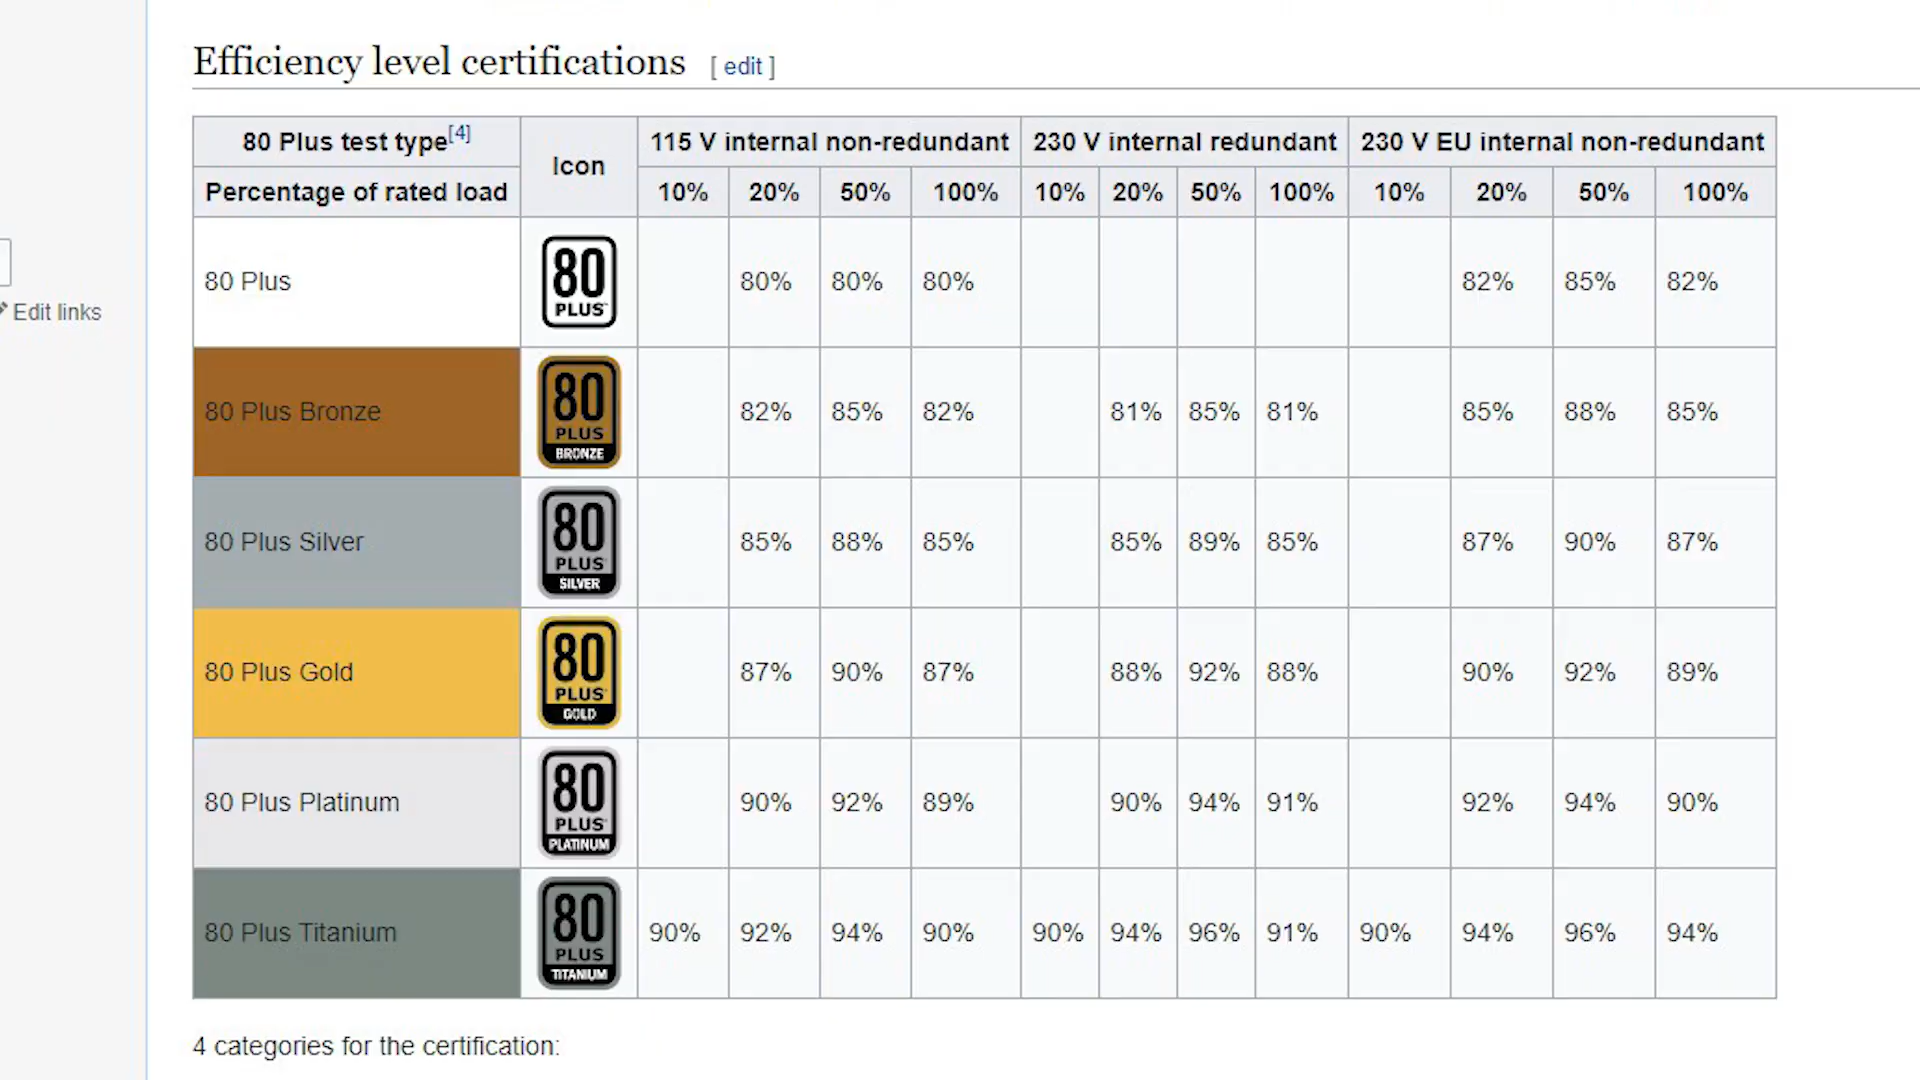 Efficiency level certifications [ edit ]
80 Plus test type[4] Icon 115 V internal non-redundant 230 V internal redundant 230 V EU internal non-redundant
Percentage of rated load 10% 20% 50% 100% 10% 20% 50% 100% 10% 20% 50% 100%
80 Plus 80 PLUS 80% 80% 80% 82% 85% 82%
Edit links
80 Plus Bronze 80 PLUS BRONZE 82% 85% 82% 81% 85% 81% 85% 88% 85%
80 Plus Silver 80 PLUS SILVER 85% 88% 85% 85% 89% 85% 87% 90% 87%
80 Plus Gold 80 PLUS GOLD 87% 90% 87% 88% 92% 88% 90% 92% 89%
80 Plus Platinum 80 PLUS PLATINUM 90% 92% 89% 90% 94% 91% 92% 94% 90%
80 Plus Titanium 80 PLUS TITANIUM 90% 92% 94% 90% 90% 94% 96% 91% 90% 94% 96% 94%
4 categories for the certification: